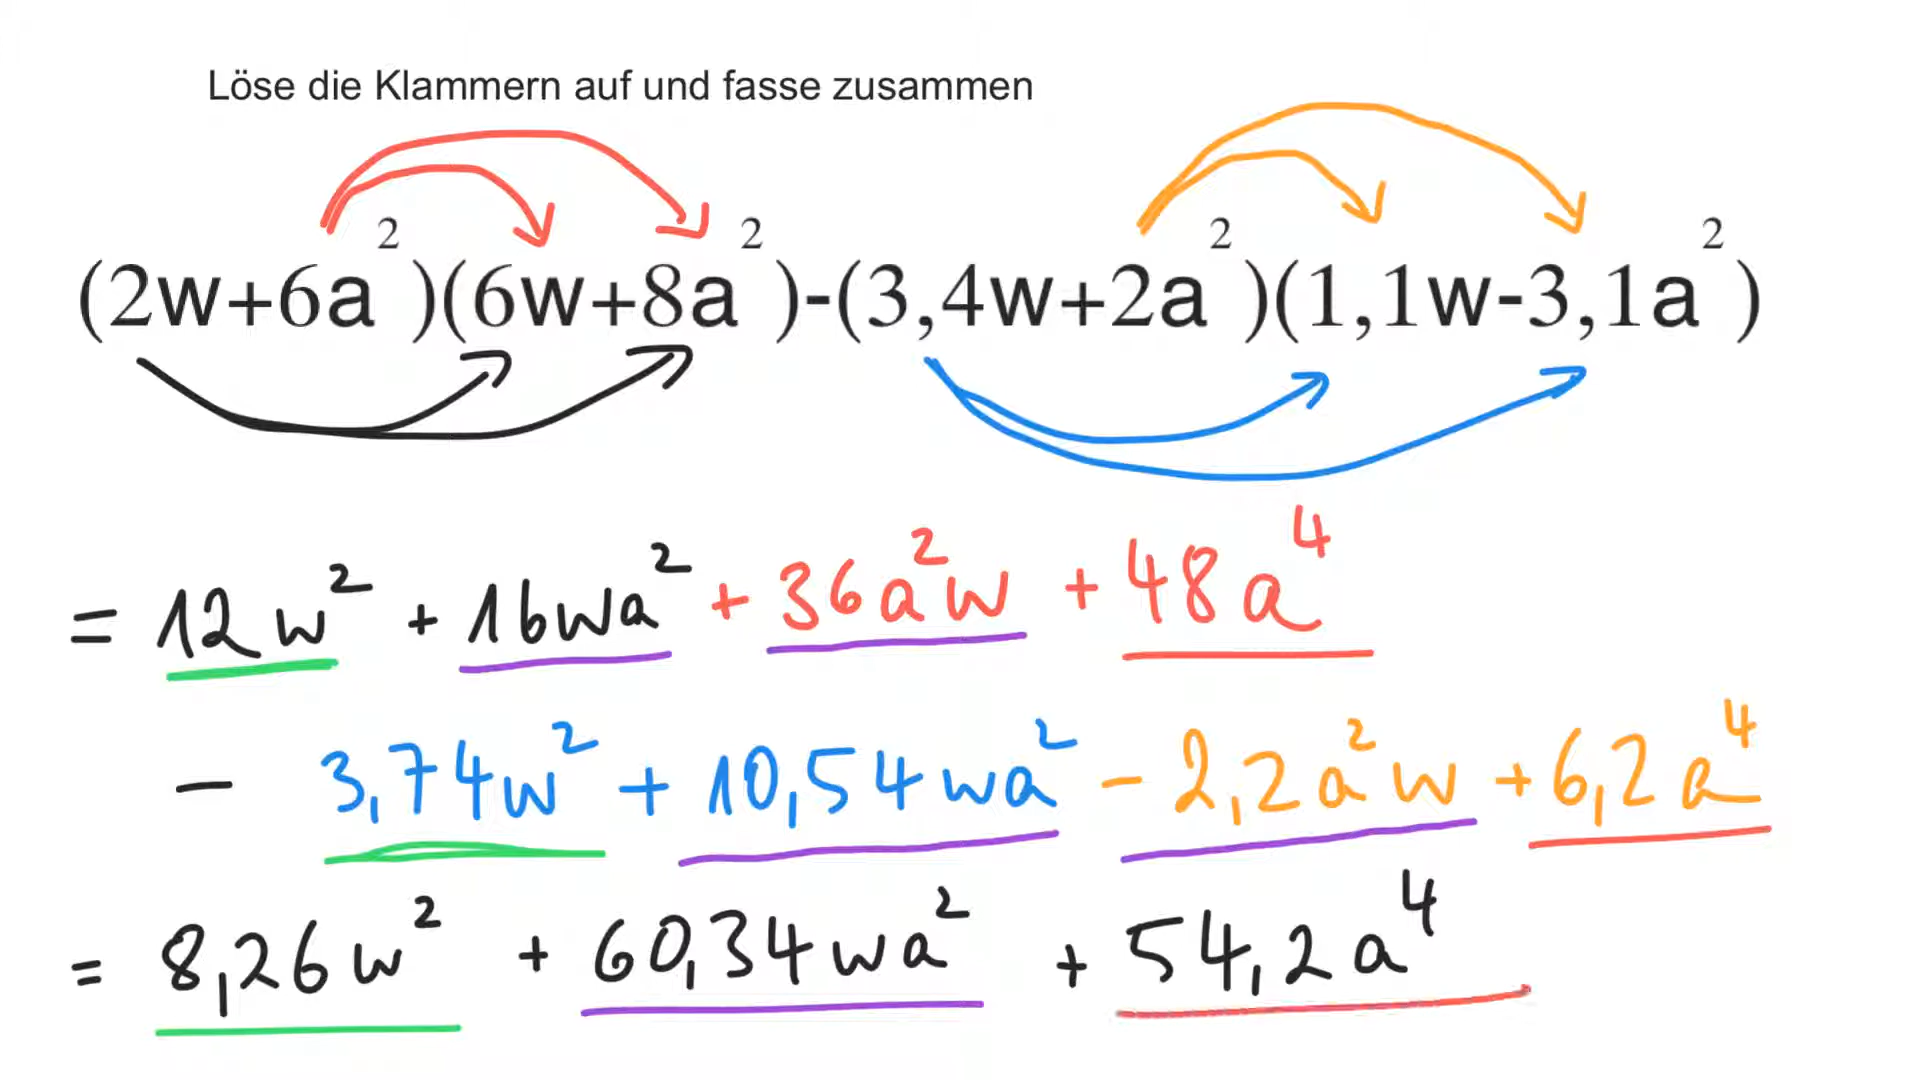 Löse die Klammern auf und fasse zusammen
(2w+6a²)(6w+8a²)-(3,4w+2a²)(1,1w-3,1a²)
= 12w² + 16wa² + 36a²w + 48a⁴
- 3,74w² + 10,54wa² - 2,2a²w + 6,2a⁴
= 8,26w² + 60,34wa² + 54,2a⁴